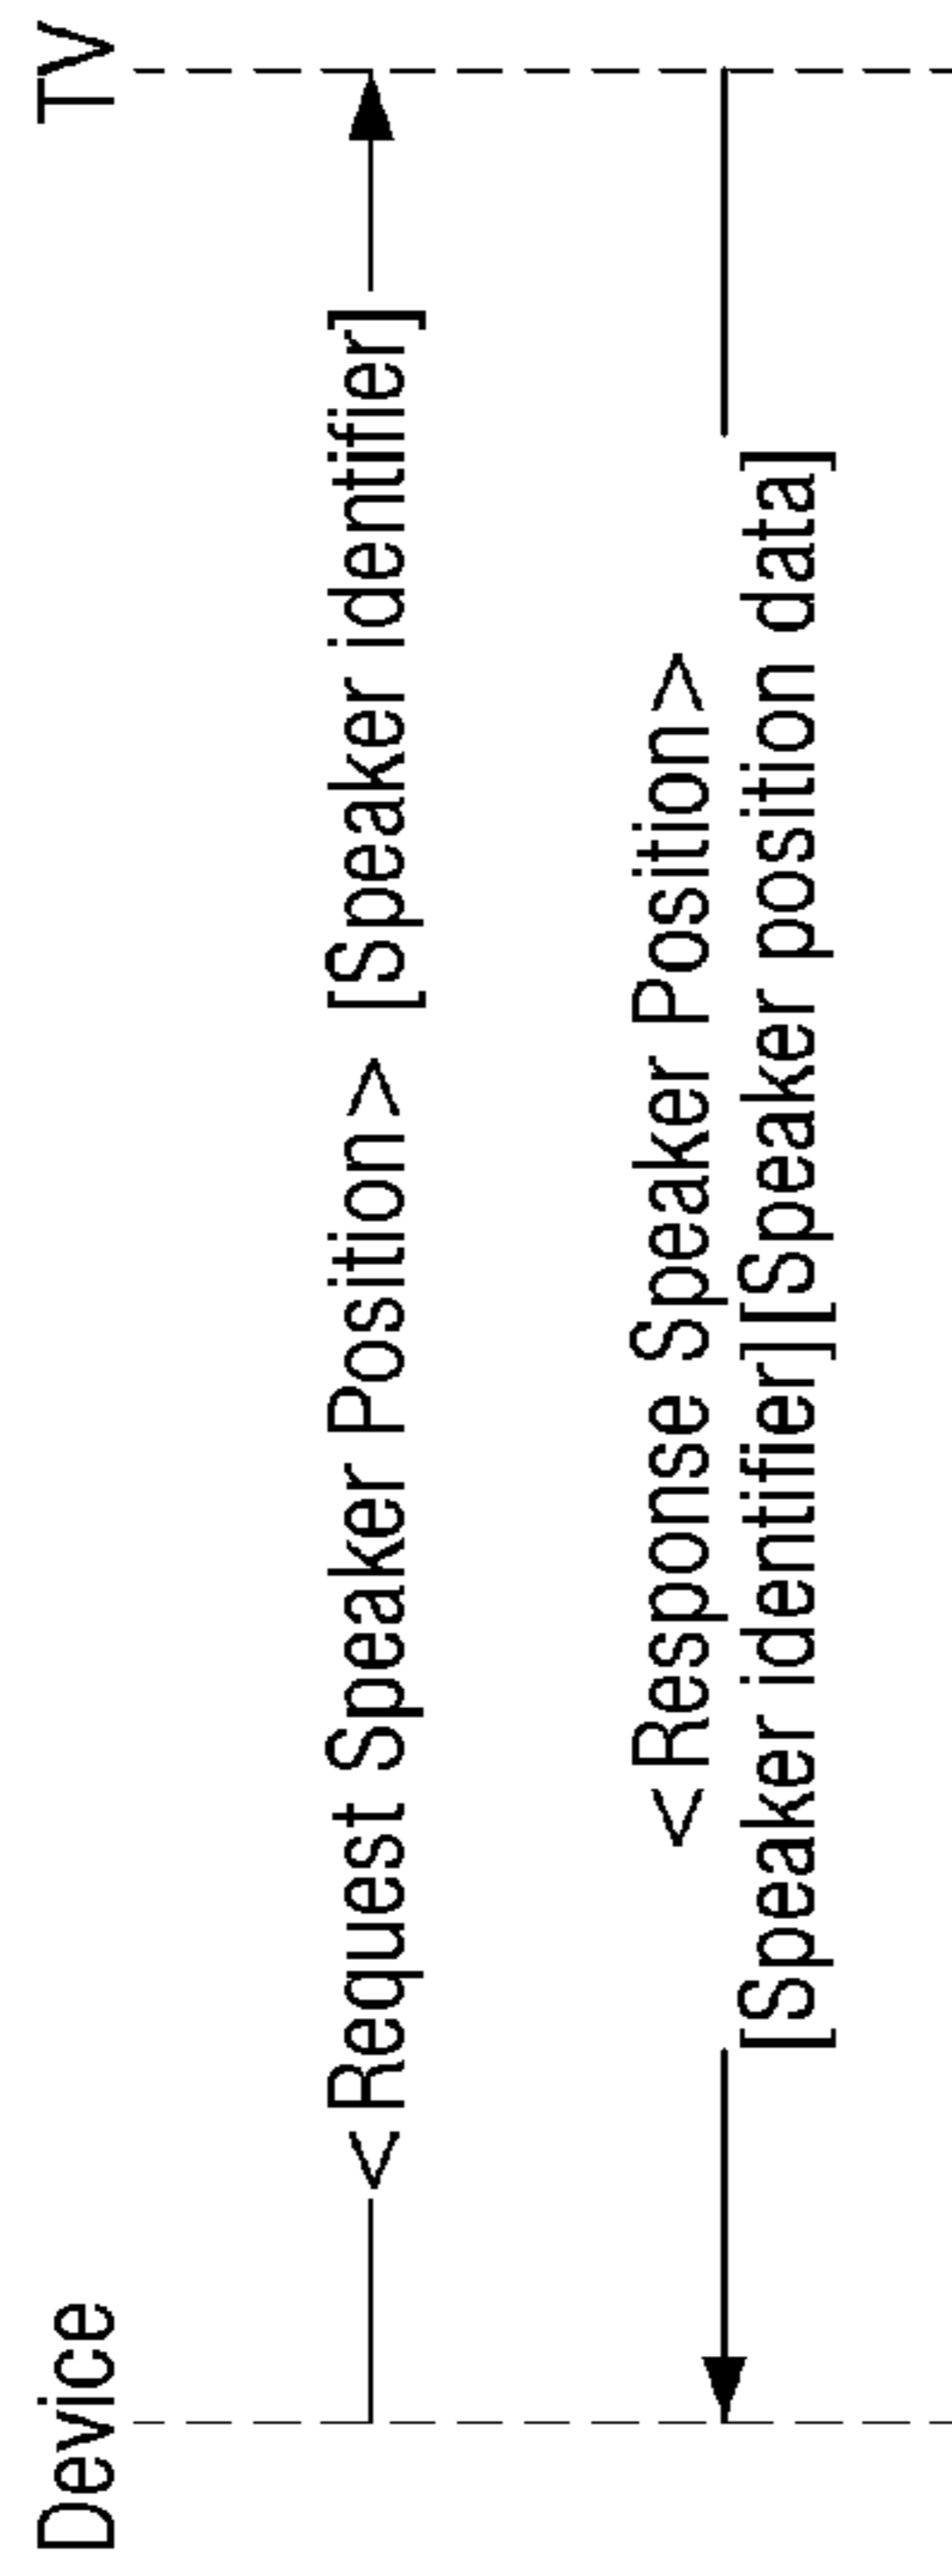 Device
TV
<Request Speaker Position> [Speaker identifier]
<Response Speaker Position>
[Speaker identifier][Speaker position data]